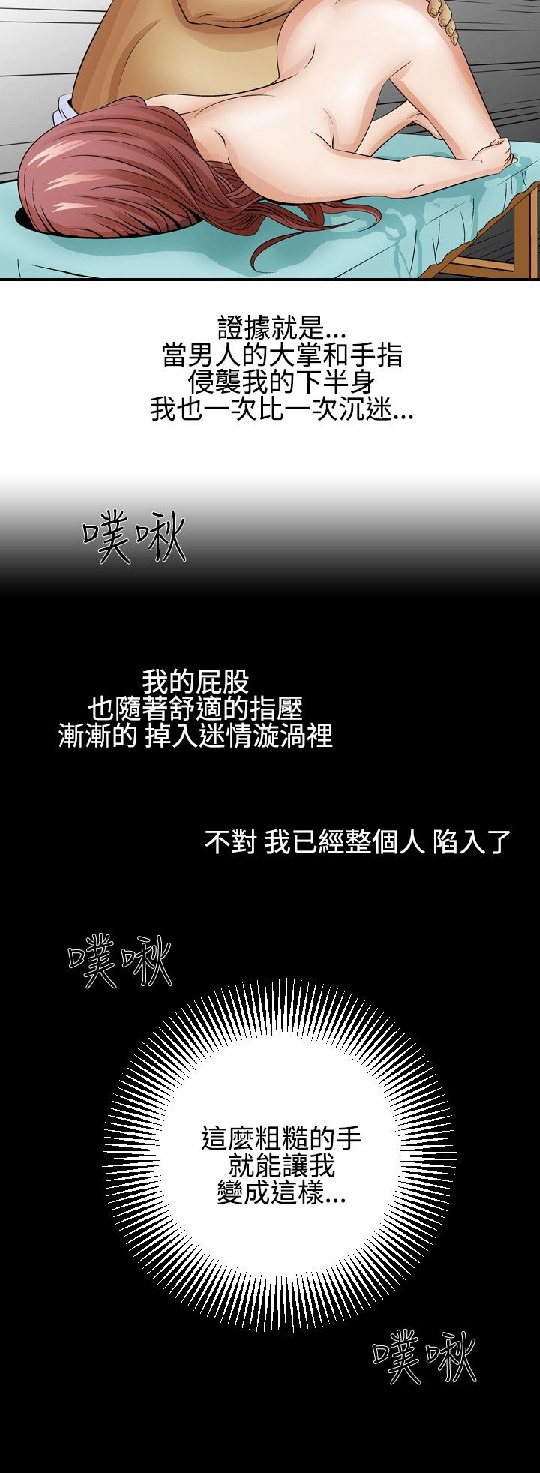 證據就是...
當男人的大掌和手指
侵襲我的下半身
我也一次比一次沉迷...
噗啾
我的屁股
也隨著舒適的指壓
漸漸的 掉入迷情漩渦裡
不對 我已經整個人 陷入了
噗啾
這麼粗糙的手
就能讓我
變成這樣...
噗啾